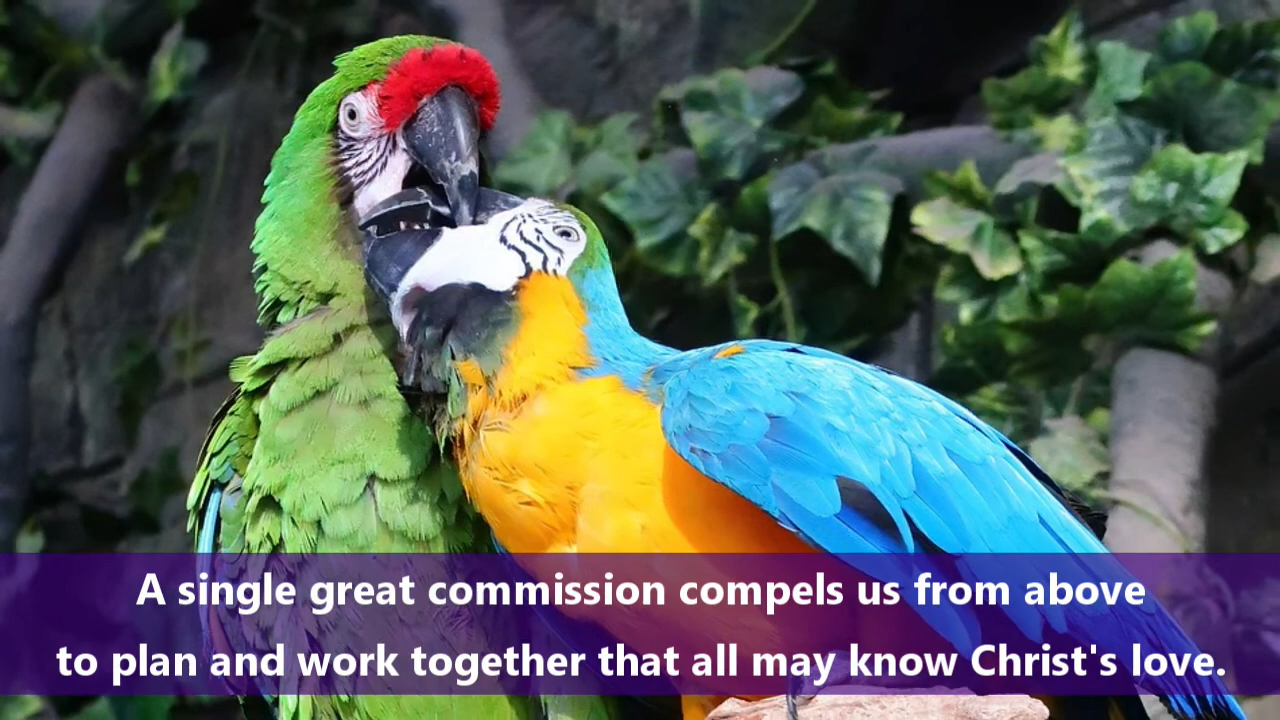 A single great commission compels us from above
to plan and work together that all may know Christ's love.